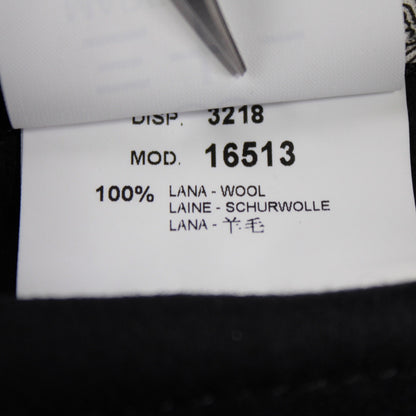 DISP. 3218
MOD. 16513
100% LANA - WOOL
LAINE - SCHURWOLLE
LANA - 羊毛